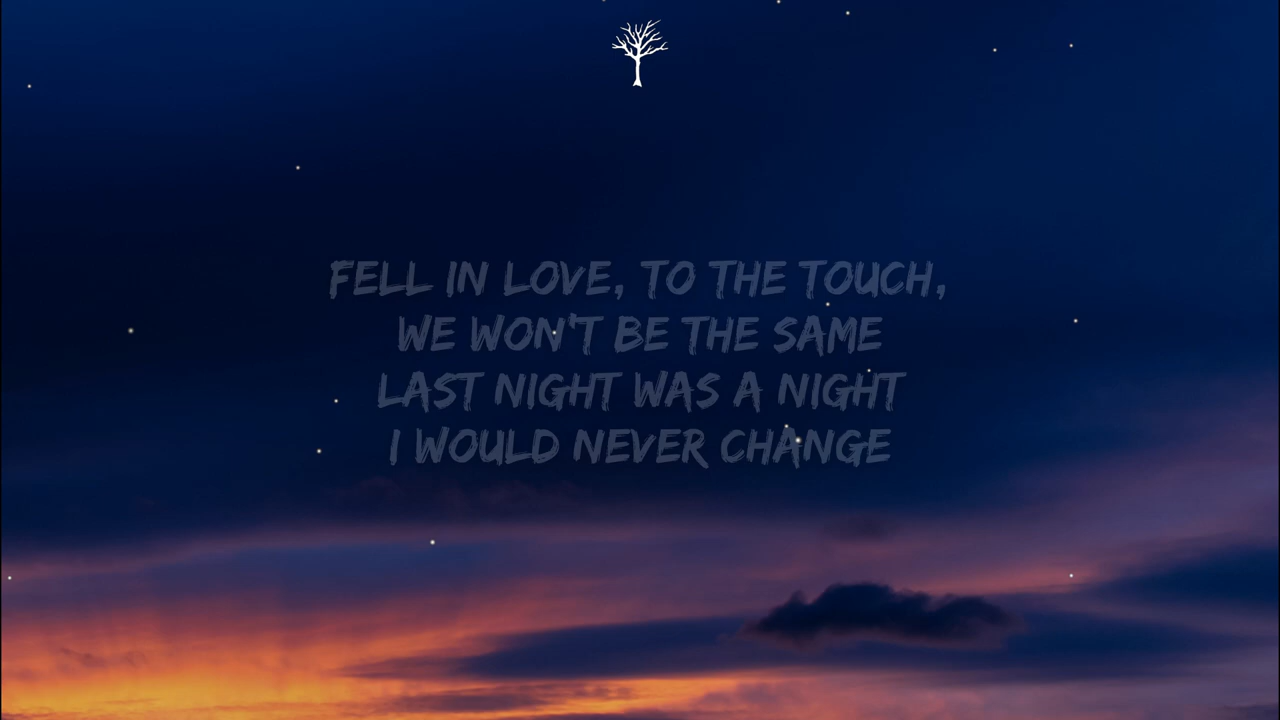 FELL IN LOVE, TO THE TOUCH,
WE WON'T BE THE SAME
LAST NIGHT WAS A NIGHT
I WOULD NEVER CHANGE